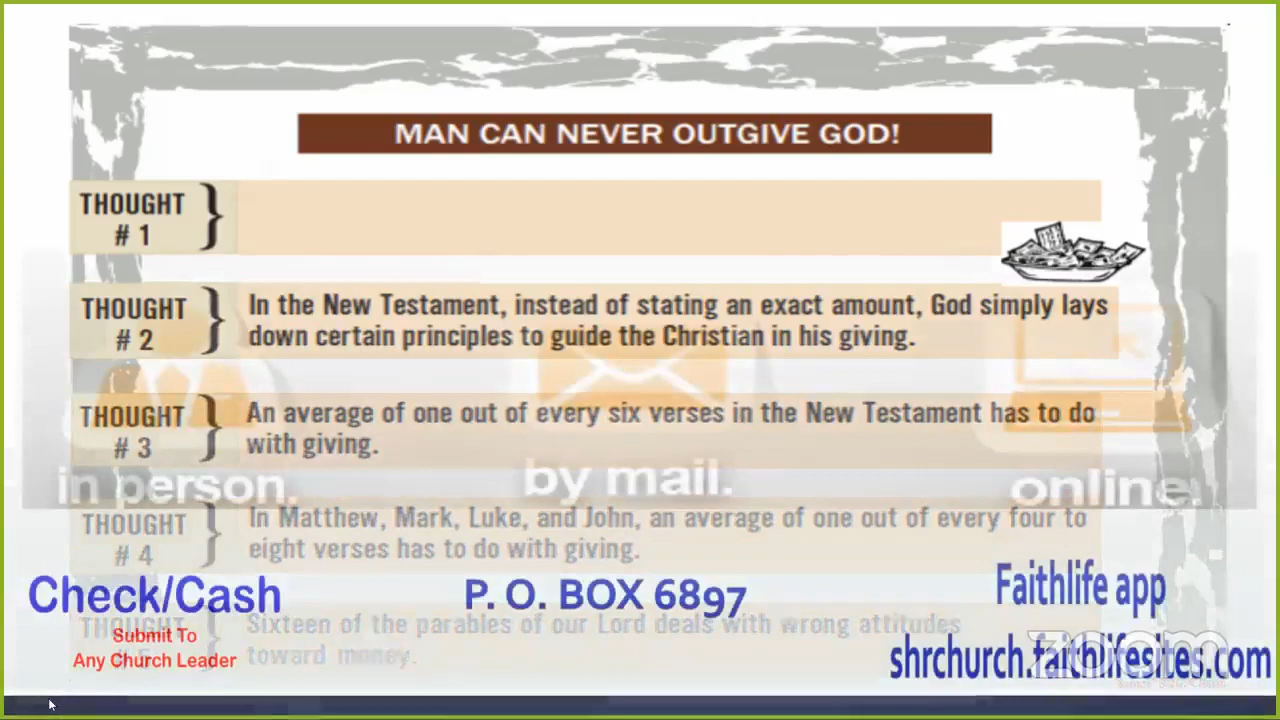 MAN CAN NEVER OUTGIVE GOD!
THOUGHT
# 1
THOUGHT
# 2
In the New Testament, instead of stating an exact amount, God simply lays
down certain principles to guide the Christian in his giving.
THOUGHT
# 3
An average of one out of every six verses in the New Testament has to do
with giving.
in person.
by mail.
online.
THOUGHT
# 4
In Matthew, Mark, Luke, and John, an average of one out of every four to
eight verses has to do with giving.
Check/Cash
Submit To
Any Church Leader
P. O. BOX 6897
Faithlife app
shrchurch.faithlifesites.com
THOUGHT
# 5
Sixteen of the parables of our Lord deals with wrong attitudes
toward money.
zoom